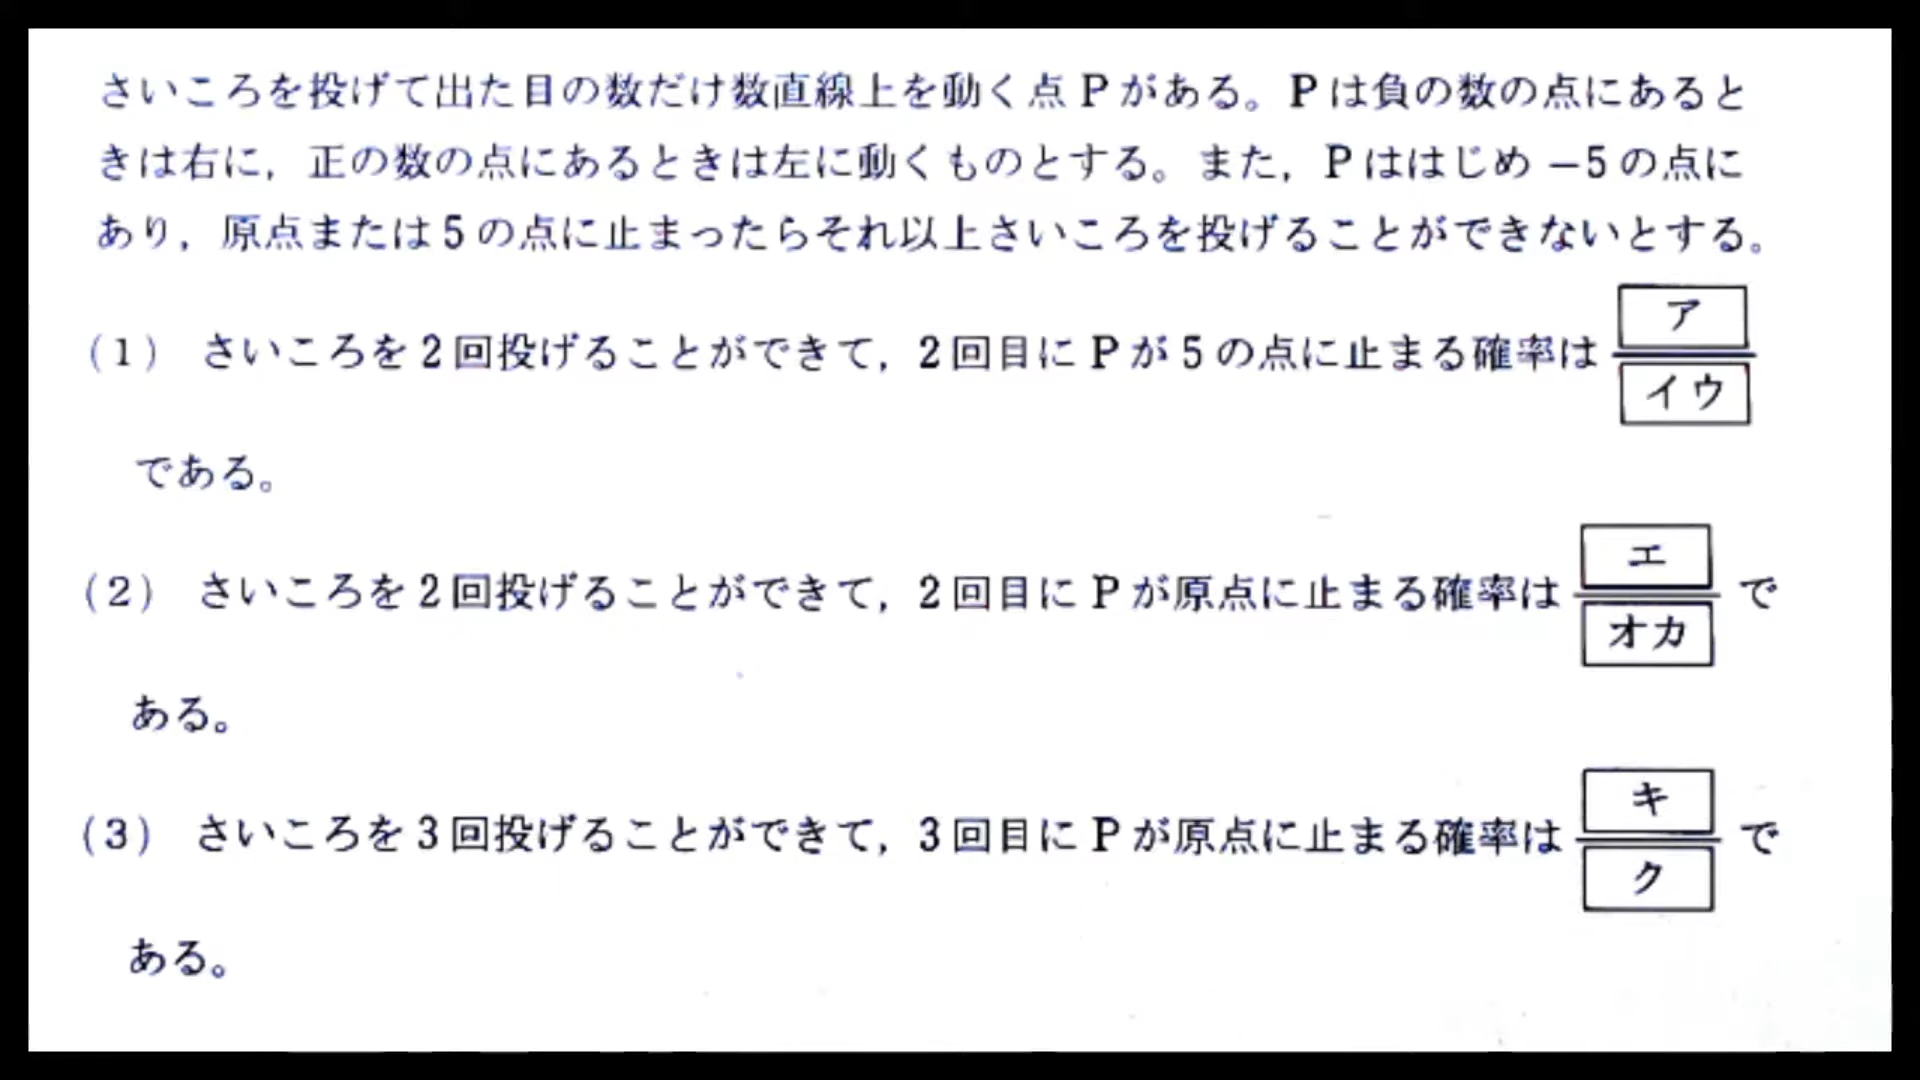 さいころを投げて出た目の数だけ数直線上を動く点 P がある。P は負の数の点にあると
きは右に，正の数の点にあるときは左に動くものとする。また，P ははじめ −5 の点に
あり，原点または 5 の点に止まったらそれ以上さいころを投げることができないとする。
(1) さいころを 2 回投げることができて，2 回目に P が 5 の点に止まる確率は ア
イウ
である。
(2) さいころを 2 回投げることができて，2 回目に P が原点に止まる確率は エ
オカ で
ある。
(3) さいころを 3 回投げることができて，3 回目に P が原点に止まる確率は キ
ク で
ある。